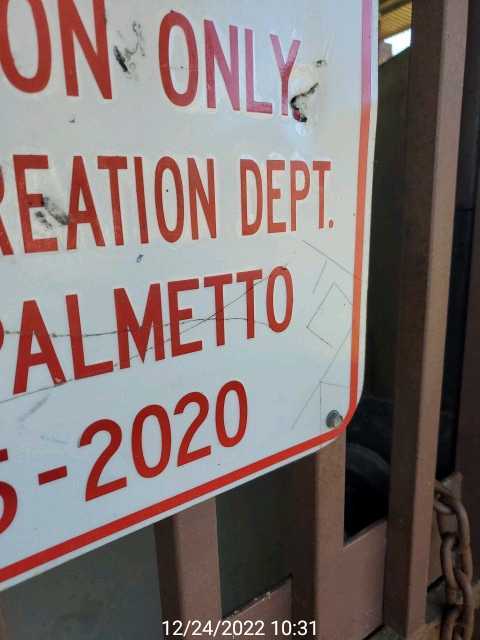 ON ONLY
REATION DEPT.
PALMETTO
5-2020
12/24/2022 10:31